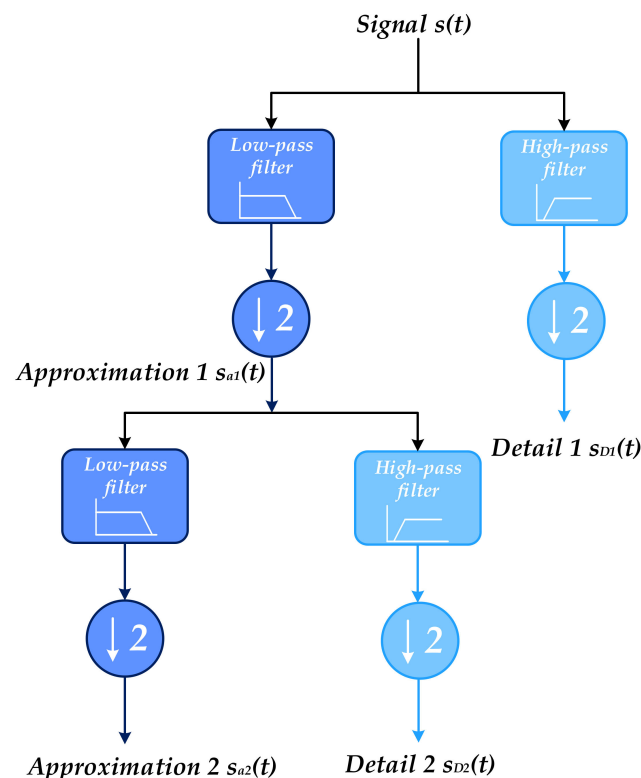 Signal s(t)
Low-pass
filter
High-pass
filter
↓ 2
↓ 2
Approximation 1 sa1(t)
Detail 1 sD1(t)
Low-pass
filter
High-pass
filter
↓ 2
↓ 2
Approximation 2 sa2(t)
Detail 2 sD2(t)